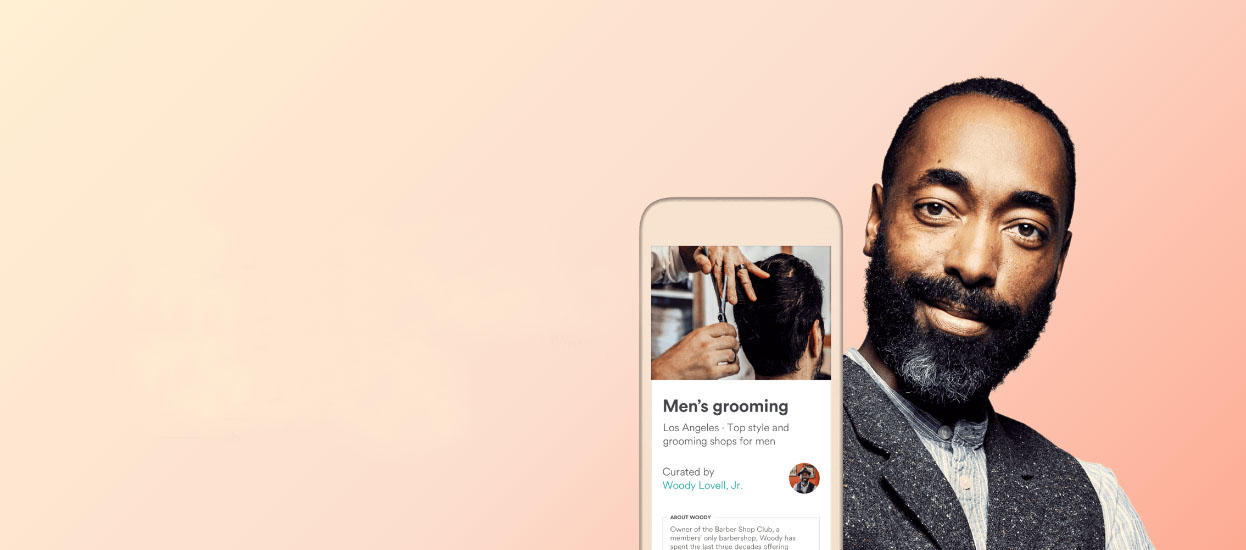 Men's grooming
Los Angeles · Top style and
grooming shops for men
Curated by
Woody Lovell, Jr.
ABOUT WOODY
Owner of the Barber Shop Club, a
members' only barbershop, Woody has
spent the last three decades offering